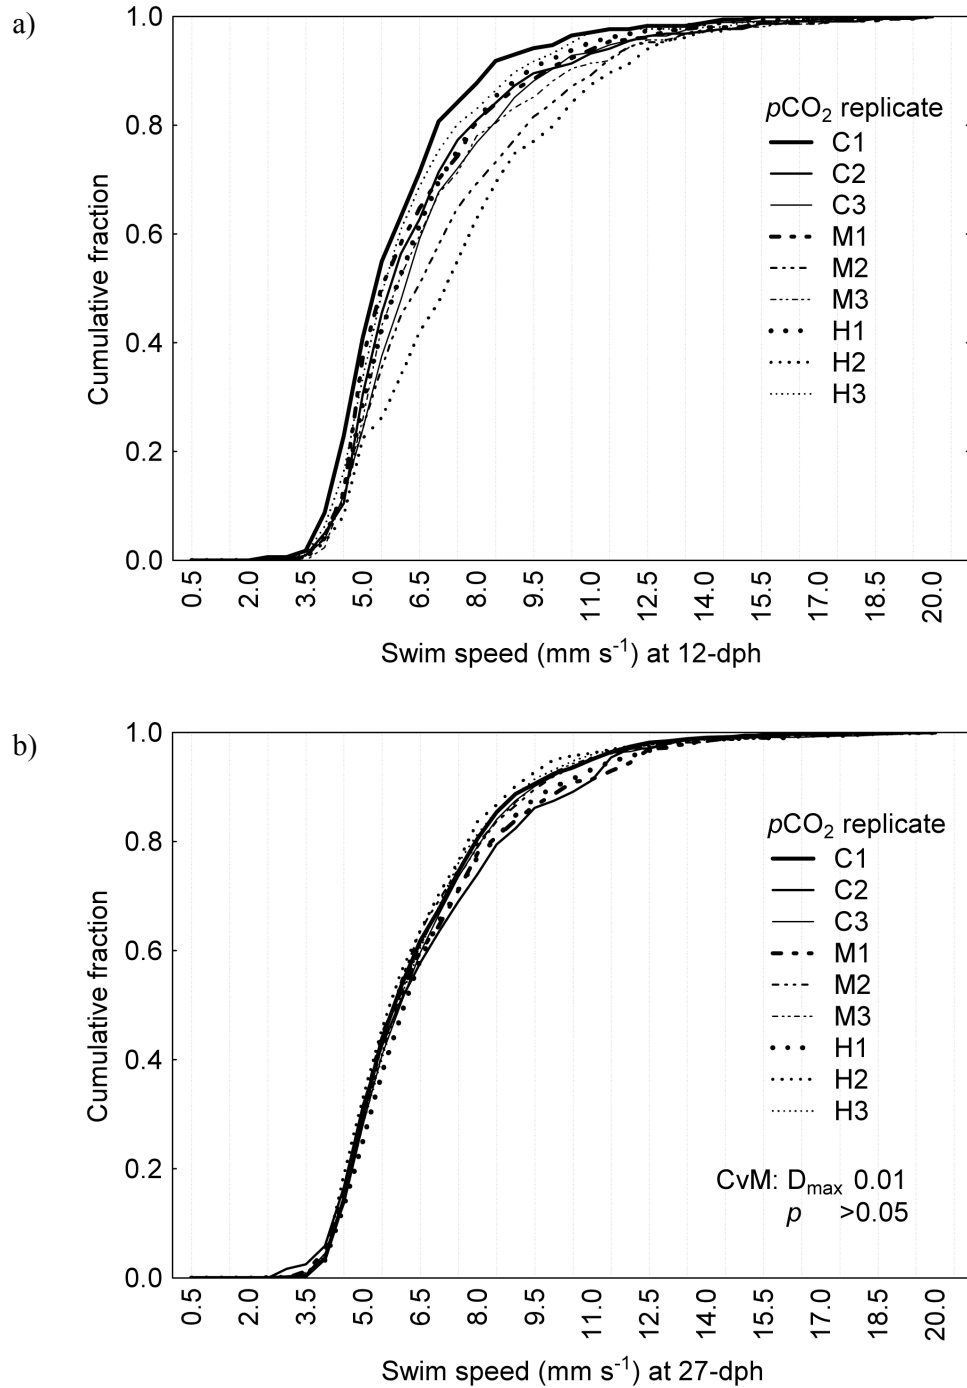 a)
1.0
0.8
0.6
0.4
0.2
0.0
Cumulative fraction
pCO₂ replicate
C1
C2
C3
M1
M2
M3
H1
H2
H3
0.5 2.0 3.5 5.0 6.5 8.0 9.5 11.0 12.5 14.0 15.5 17.0 18.5 20.0
Swim speed (mm s⁻¹) at 12-dph
b)
1.0
0.8
0.6
0.4
0.2
0.0
Cumulative fraction
pCO₂ replicate
C1
C2
C3
M1
M2
M3
H1
H2
H3
CvM: Dmax 0.01
p >0.05
0.5 2.0 3.5 5.0 6.5 8.0 9.5 11.0 12.5 14.0 15.5 17.0 18.5 20.0
Swim speed (mm s⁻¹) at 27-dph